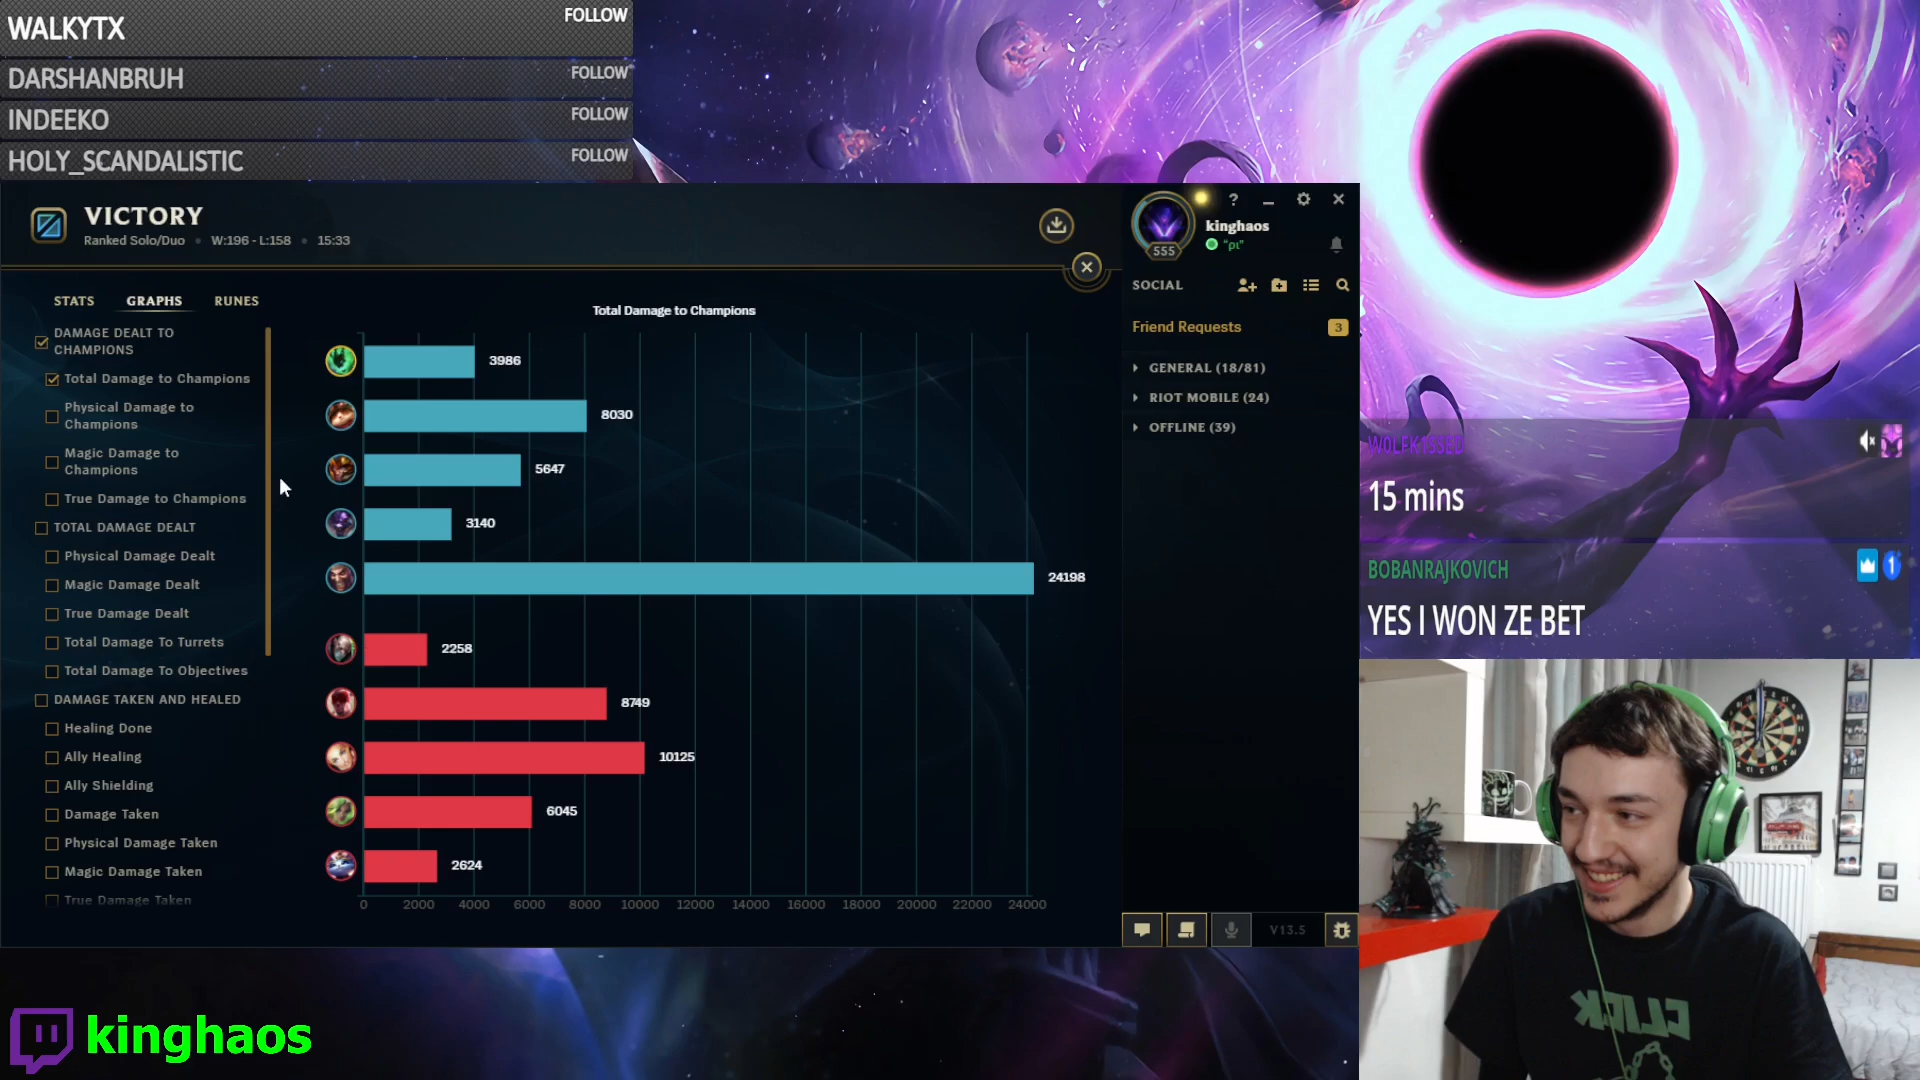 WALKYTX FOLLOW
DARSHANBRUH FOLLOW
INDEEKO FOLLOW
HOLY_SCANDALISTIC FOLLOW
VICTORY
Ranked Solo/Duo • W:196 - L:158 • 15:33
?
kinghaos
"ρι"
555
STATS GRAPHS RUNES
DAMAGE DEALT TO
CHAMPIONS
Total Damage to Champions
Physical Damage to
Champions
Magic Damage to
Champions
True Damage to Champions
TOTAL DAMAGE DEALT
Physical Damage Dealt
Magic Damage Dealt
True Damage Dealt
Total Damage To Turrets
Total Damage To Objectives
DAMAGE TAKEN AND HEALED
Healing Done
Ally Healing
Ally Shielding
Damage Taken
Physical Damage Taken
Magic Damage Taken
True Damage Taken
Total Damage to Champions
3986
8030
5647
3140
24198
2258
8749
10125
6045
2624
0 2000 4000 6000 8000 10000 12000 14000 16000 18000 20000 22000 24000
SOCIAL
Friend Requests 3
GENERAL (18/81)
RIOT MOBILE (24)
OFFLINE (39)
V13.5
W0LFK1SSED
15 mins
BOBANRAJKOVICH 1
YES I WON ZE BET
CLICK
kinghaos